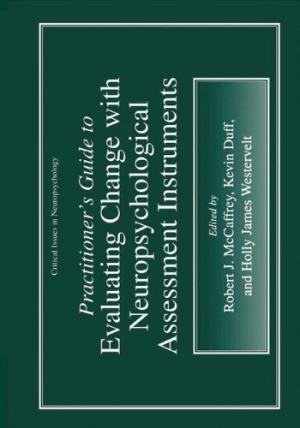 Critical Issues in Neuropsychology
Practitioner's Guide to
Evaluating Change with
Neuropsychological
Assessment Instruments
Edited by
Robert J. McCaffrey, Kevin Duff,
and Holly James Westervelt